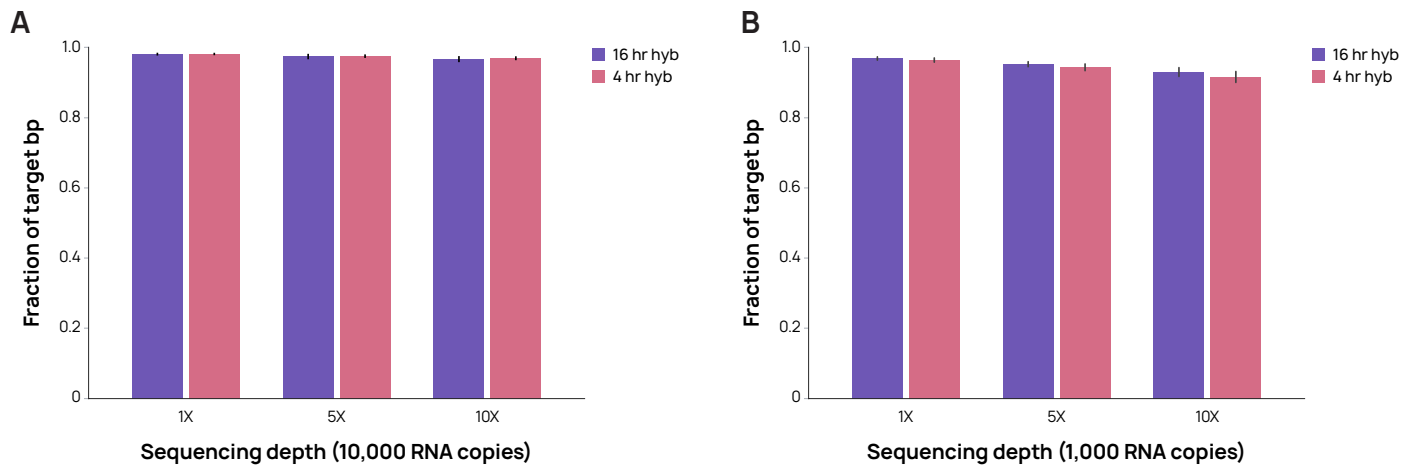 A
Fraction of target bp
1.0
0.8
0.6
0.4
0.2
0
1X
5X
10X
Sequencing depth (10,000 RNA copies)
16 hr hyb
4 hr hyb
B
Fraction of target bp
1.0
0.8
0.6
0.4
0.2
0
1X
5X
10X
Sequencing depth (1,000 RNA copies)
16 hr hyb
4 hr hyb